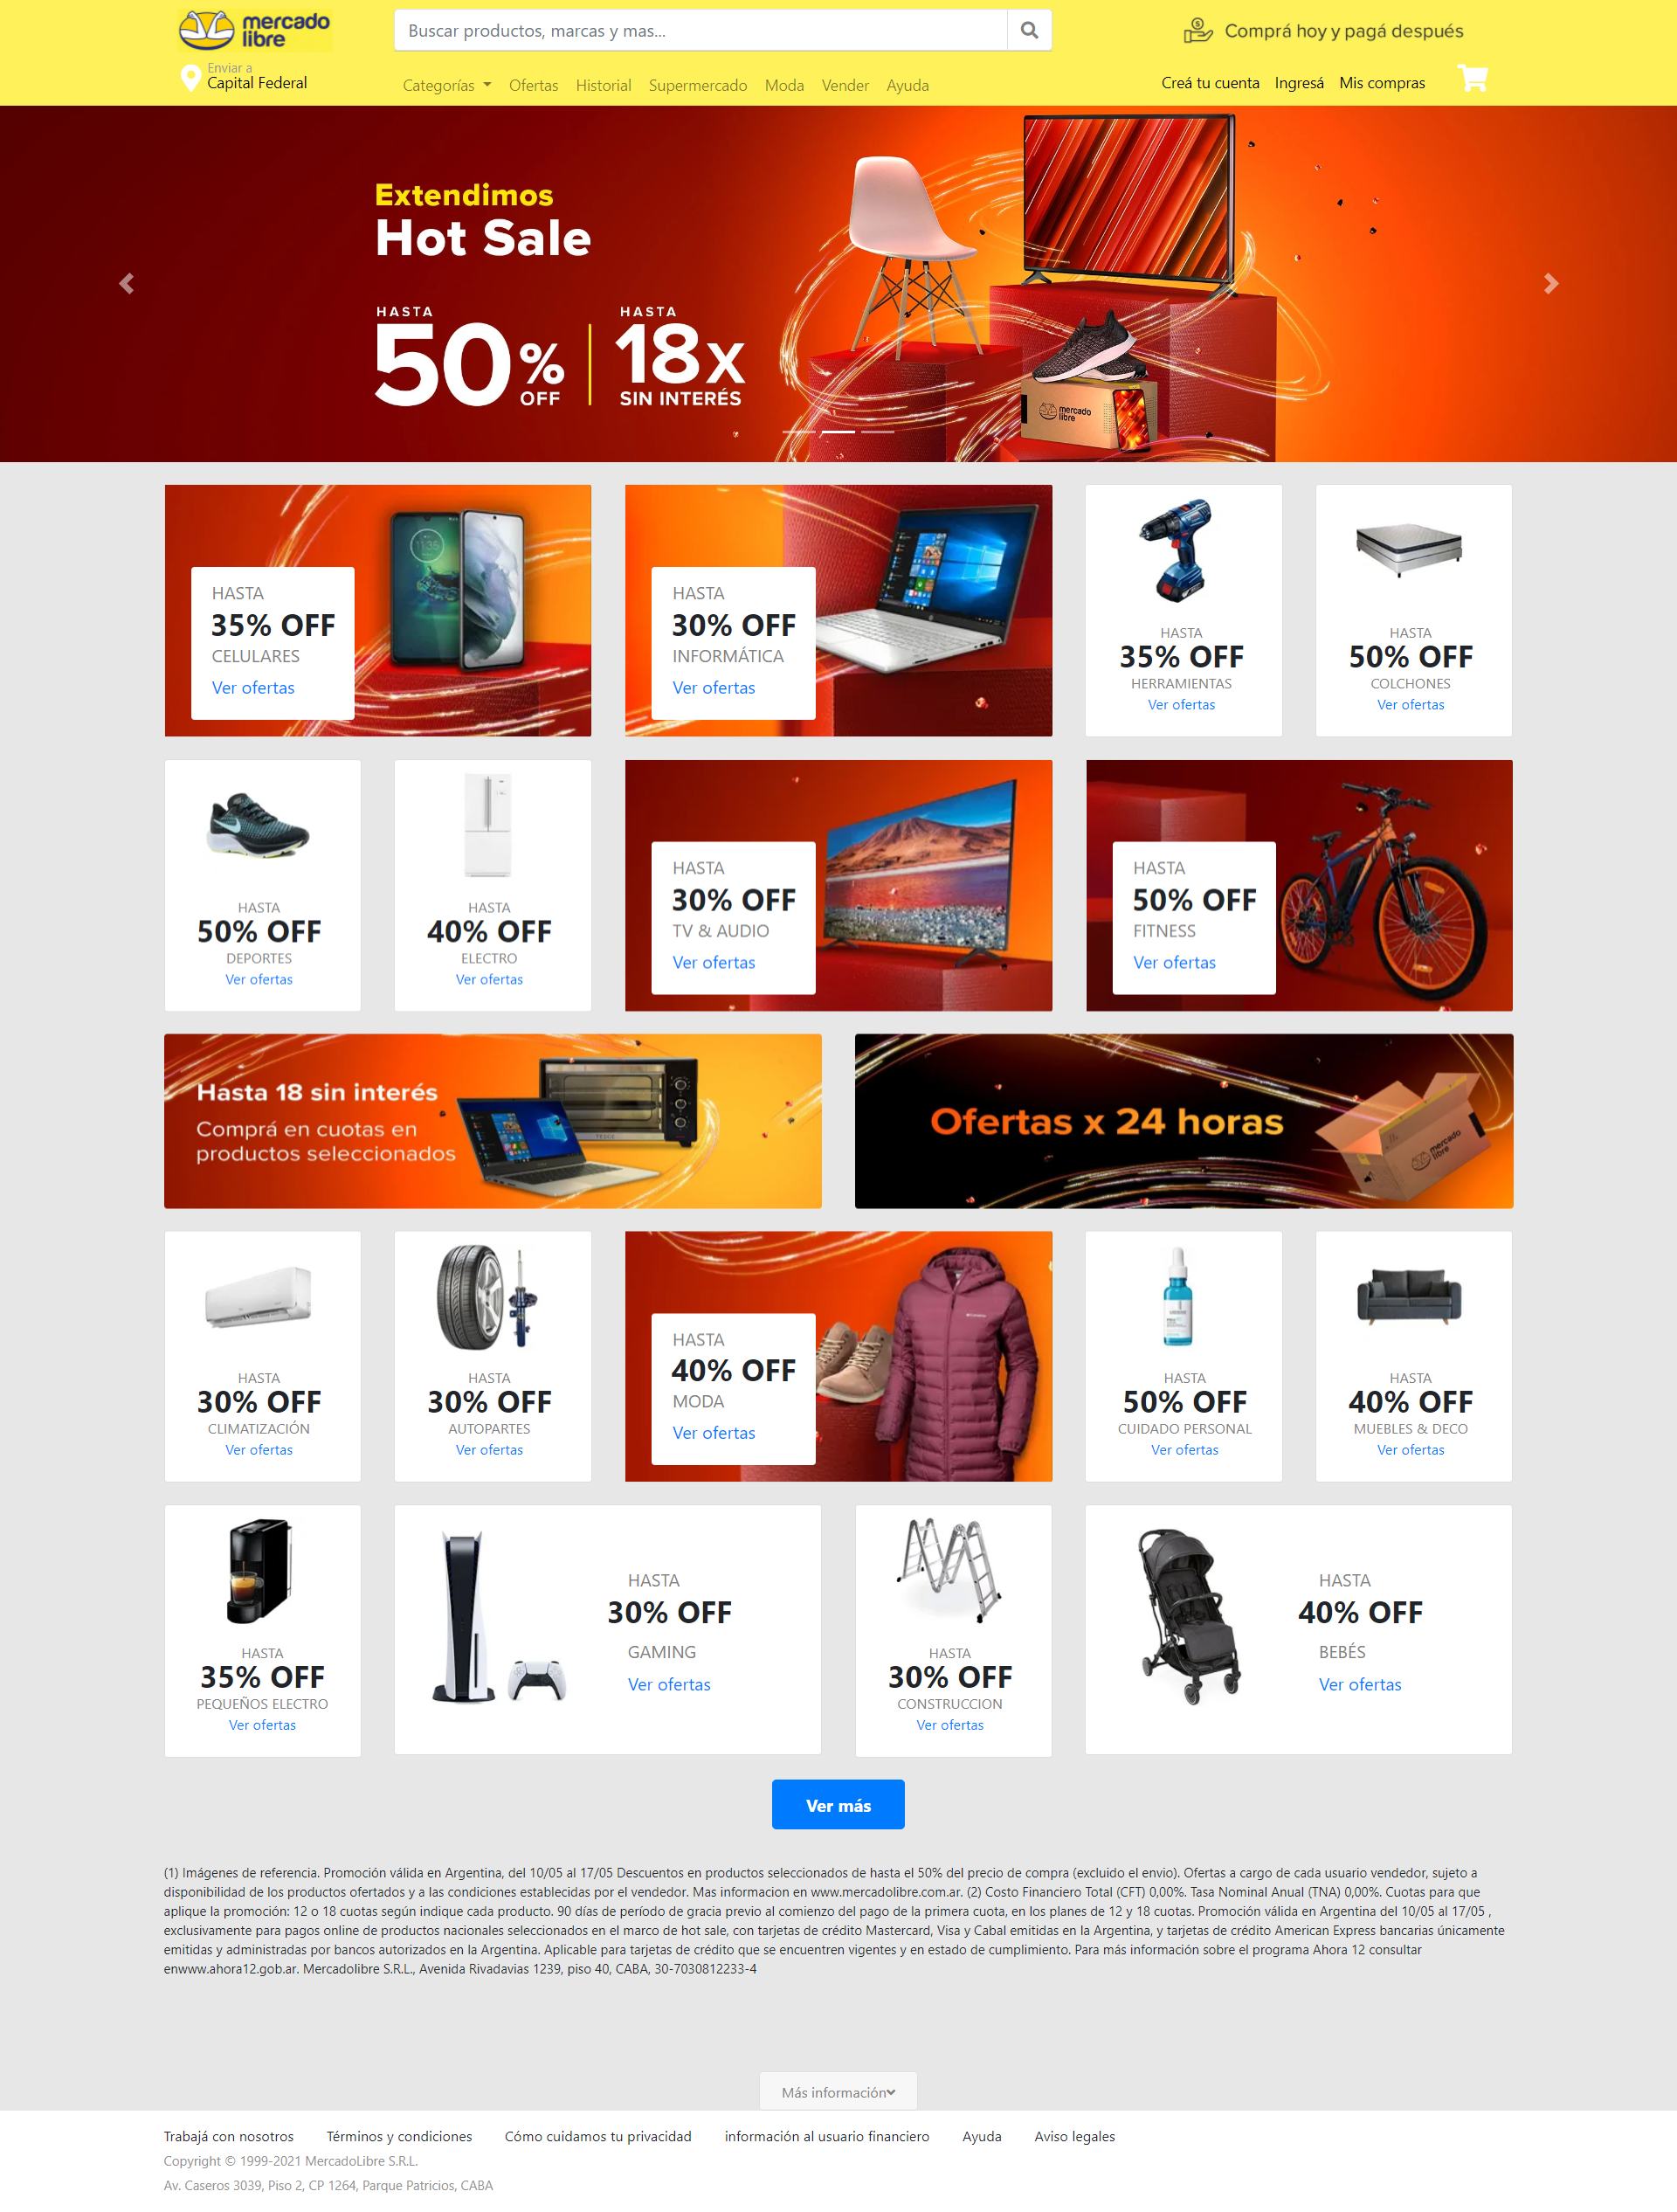 mercado
libre
Buscar productos, marcas y mas...
Comprá hoy y pagá después
Enviar a
Capital Federal
Categorías
Ofertas
Historial
Supermercado
Moda
Vender
Ayuda
Creá tu cuenta
Ingresá
Mis compras
Extendimos
Hot Sale
HASTA
50%
OFF
HASTA
18x
SIN INTERÉS
mercado
libre
HASTA
35% OFF
CELULARES
Ver ofertas
11:35
HASTA
30% OFF
INFORMÁTICA
Ver ofertas
HASTA
35% OFF
HERRAMIENTAS
Ver ofertas
HASTA
50% OFF
COLCHONES
Ver ofertas
HASTA
50% OFF
DEPORTES
Ver ofertas
HASTA
40% OFF
ELECTRO
Ver ofertas
HASTA
30% OFF
TV & AUDIO
Ver ofertas
HASTA
50% OFF
FITNESS
Ver ofertas
Hasta 18 sin interés
Comprá en cuotas en
productos seleccionados
Ofertas x 24 horas
mercado
libre
HASTA
30% OFF
CLIMATIZACIÓN
Ver ofertas
HASTA
30% OFF
AUTOPARTES
Ver ofertas
HASTA
40% OFF
MODA
Ver ofertas
HASTA
50% OFF
CUIDADO PERSONAL
Ver ofertas
HASTA
40% OFF
MUEBLES & DECO
Ver ofertas
HASTA
35% OFF
PEQUEÑOS ELECTRO
Ver ofertas
HASTA
30% OFF
GAMING
Ver ofertas
HASTA
30% OFF
CONSTRUCCION
Ver ofertas
HASTA
40% OFF
BEBÉS
Ver ofertas
Ver más
(1) Imágenes de referencia. Promoción válida en Argentina, del 10/05 al 17/05 Descuentos en productos seleccionados de hasta el 50% del precio de compra (excluido el envio). Ofertas a cargo de cada usuario vendedor, sujeto a
disponibilidad de los productos ofertados y a las condiciones establecidas por el vendedor. Mas informacion en www.mercadolibre.com.ar. (2) Costo Financiero Total (CFT) 0,00%. Tasa Nominal Anual (TNA) 0,00%. Cuotas para que
aplique la promoción: 12 o 18 cuotas según indique cada producto. 90 días de período de gracia previo al comienzo del pago de la primera cuota, en los planes de 12 y 18 cuotas. Promoción válida en Argentina del 10/05 al 17/05 ,
exclusivamente para pagos online de productos nacionales seleccionados en el marco de hot sale, con tarjetas de crédito Mastercard, Visa y Cabal emitidas en la Argentina, y tarjetas de crédito American Express bancarias únicamente
emitidas y administradas por bancos autorizados en la Argentina. Aplicable para tarjetas de crédito que se encuentren vigentes y en estado de cumplimiento. Para más información sobre el programa Ahora 12 consultar
enwww.ahora12.gob.ar. Mercadolibre S.R.L., Avenida Rivadavias 1239, piso 40, CABA, 30-7030812233-4
Más información
Trabajá con nosotros
Términos y condiciones
Cómo cuidamos tu privacidad
información al usuario financiero
Ayuda
Aviso legales
Copyright © 1999-2021 MercadoLibre S.R.L.
Av. Caseros 3039, Piso 2, CP 1264, Parque Patricios, CABA